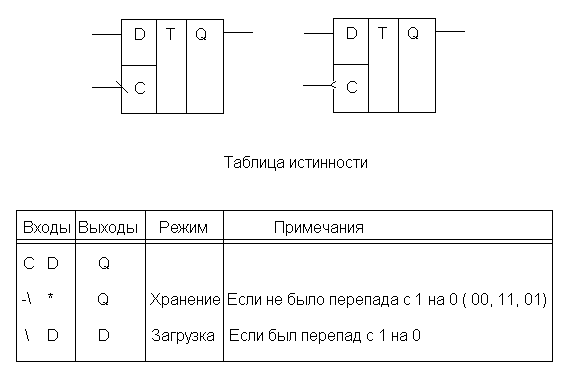 D T Q
C
D T Q
C
Таблица истинности
Входы Выходы Режим Примечания
C D Q
-\ * Q Хранение Если не было перепада с 1 на 0 ( 00, 11, 01)
\ D D Загрузка Если был перепад с 1 на 0